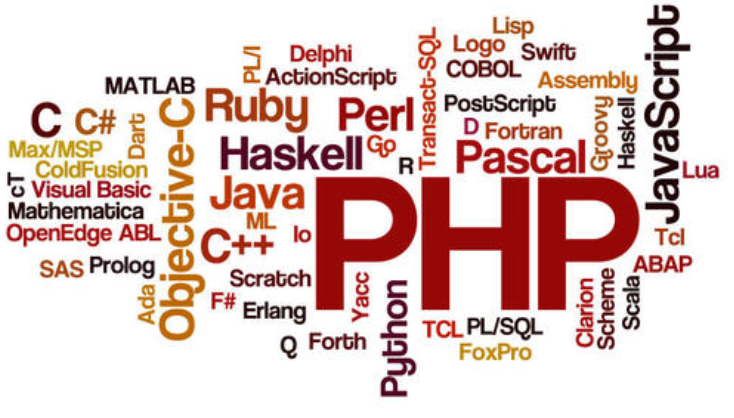 Lisp
Logo
Swift
COBOL
JavaScript
PL/I
Delphi
ActionScript
Transact-SQL
Assembly
MATLAB
C
C#
Dart
Objective-C
Ruby
Perl
PostScript
D
Fortran
Groovy
Haskell
Max/MSP
ColdFusion
Haskell
Go
R
Pascal
Lua
cT
Visual Basic
Java
PHP
Mathematica
ML
OpenEdge ABL
C++
Io
Tcl
SAS
Prolog
ABAP
Ada
Scratch
F#
Erlang
Yacc
Python
Clarion
Scheme
Scala
Q
Forth
TCL
PL/SQL
FoxPro